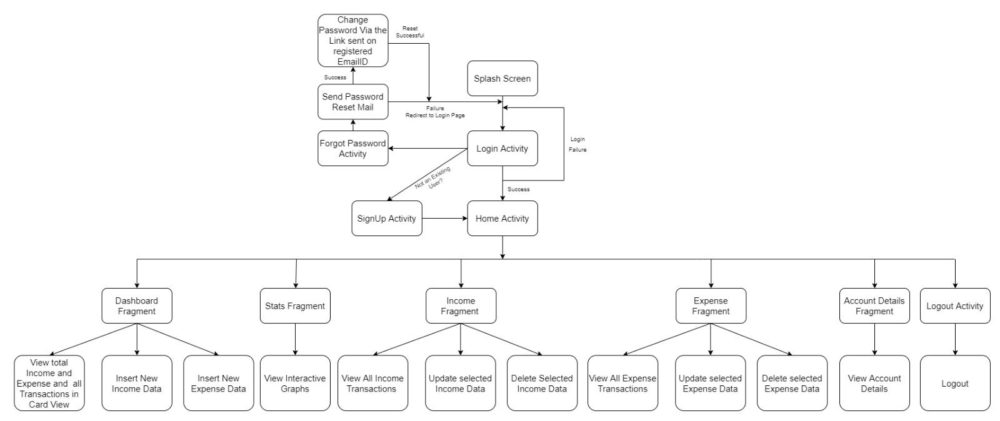 Change
Password Via the
Link sent on
registered
EmailID
Reset
Successful
Success
Splash Screen
Send Password
Reset Mail
Failure
Redirect to Login Page
Forgot Password
Activity
Login Activity
Login
Failure
Not an Existing
User?
Success
SignUp Activity
Home Activity
Dashboard
Fragment
Stats Fragment
Income
Fragment
Expense
Fragment
Account Details
Fragment
Logout Activity
View total
Income and
Expense and all
Transactions in
Card View
Insert New
Income Data
Insert New
Expense Data
View Interactive
Graphs
View All Income
Transactions
Update selected
Income Data
Delete Selected
Income Data
View All Expense
Transactions
Update selected
Expense Data
Delete selected
Expense Data
View Account
Details
Logout